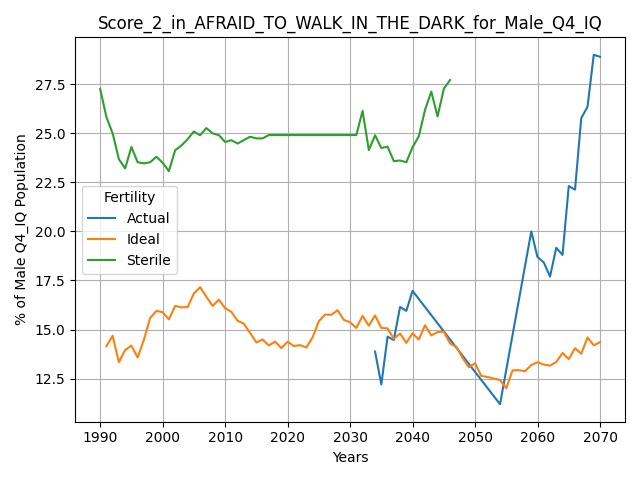 Score_2_in_AFRAID_TO_WALK_IN_THE_DARK_for_Male_Q4_IQ
% of Male Q4_IQ Population
27.5
25.0
22.5
20.0
17.5
15.0
12.5
Fertility
Actual
Ideal
Sterile
1990 2000 2010 2020 2030 2040 2050 2060 2070
Years